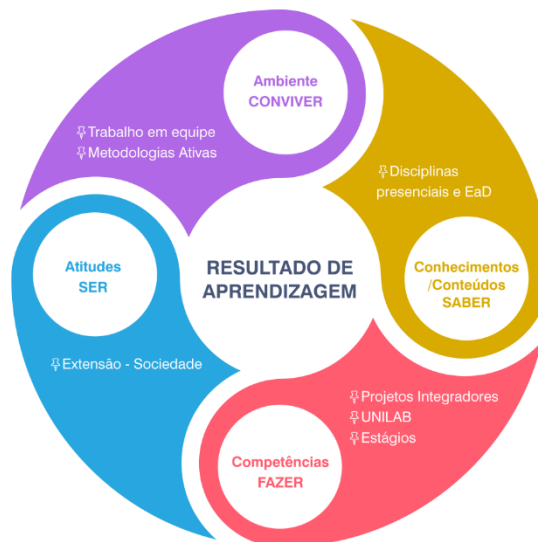 Ambiente
CONVIVER
Trabalho em equipe
Metodologias Ativas
Disciplinas
presenciais e EaD
Atitudes
SER
RESULTADO DE
APRENDIZAGEM
Conhecimentos
/Conteúdos
SABER
Extensão - Sociedade
Projetos Integradores
UNILAB
Estágios
Competências
FAZER